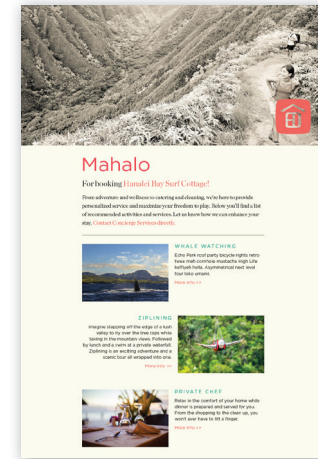 Mahalo
For booking Hanalei Bay Surf Cottage!
From adventure and wellness to catering and cleaning, we're here to provide
personalized service and maximize your freedom to play. Below you'll find a list
of recommended activities and services. Let us know how we can enhance your
stay. Contact Concierge Services directly.
WHALE WATCHING
Echo Park roof party bicycle rights retro
twee meh cornhole mustache High Life
keffiyeh hella. Asymmetrical next level
tour loko umami.
More info >>
ZIPLINING
Imagine stepping off the edge of a lush
valley to fly over the tree tops while
taking in the mountain views. Followed
by lunch and a swim at a private waterfall.
Ziplining is an exciting adventure and a
scenic tour all wrapped into one.
More info >>
PRIVATE CHEF
Relax in the comfort of your home while
dinner is prepared and served for you.
From the shopping to the clean up, you
won't ever have to lift a finger.
More info >>